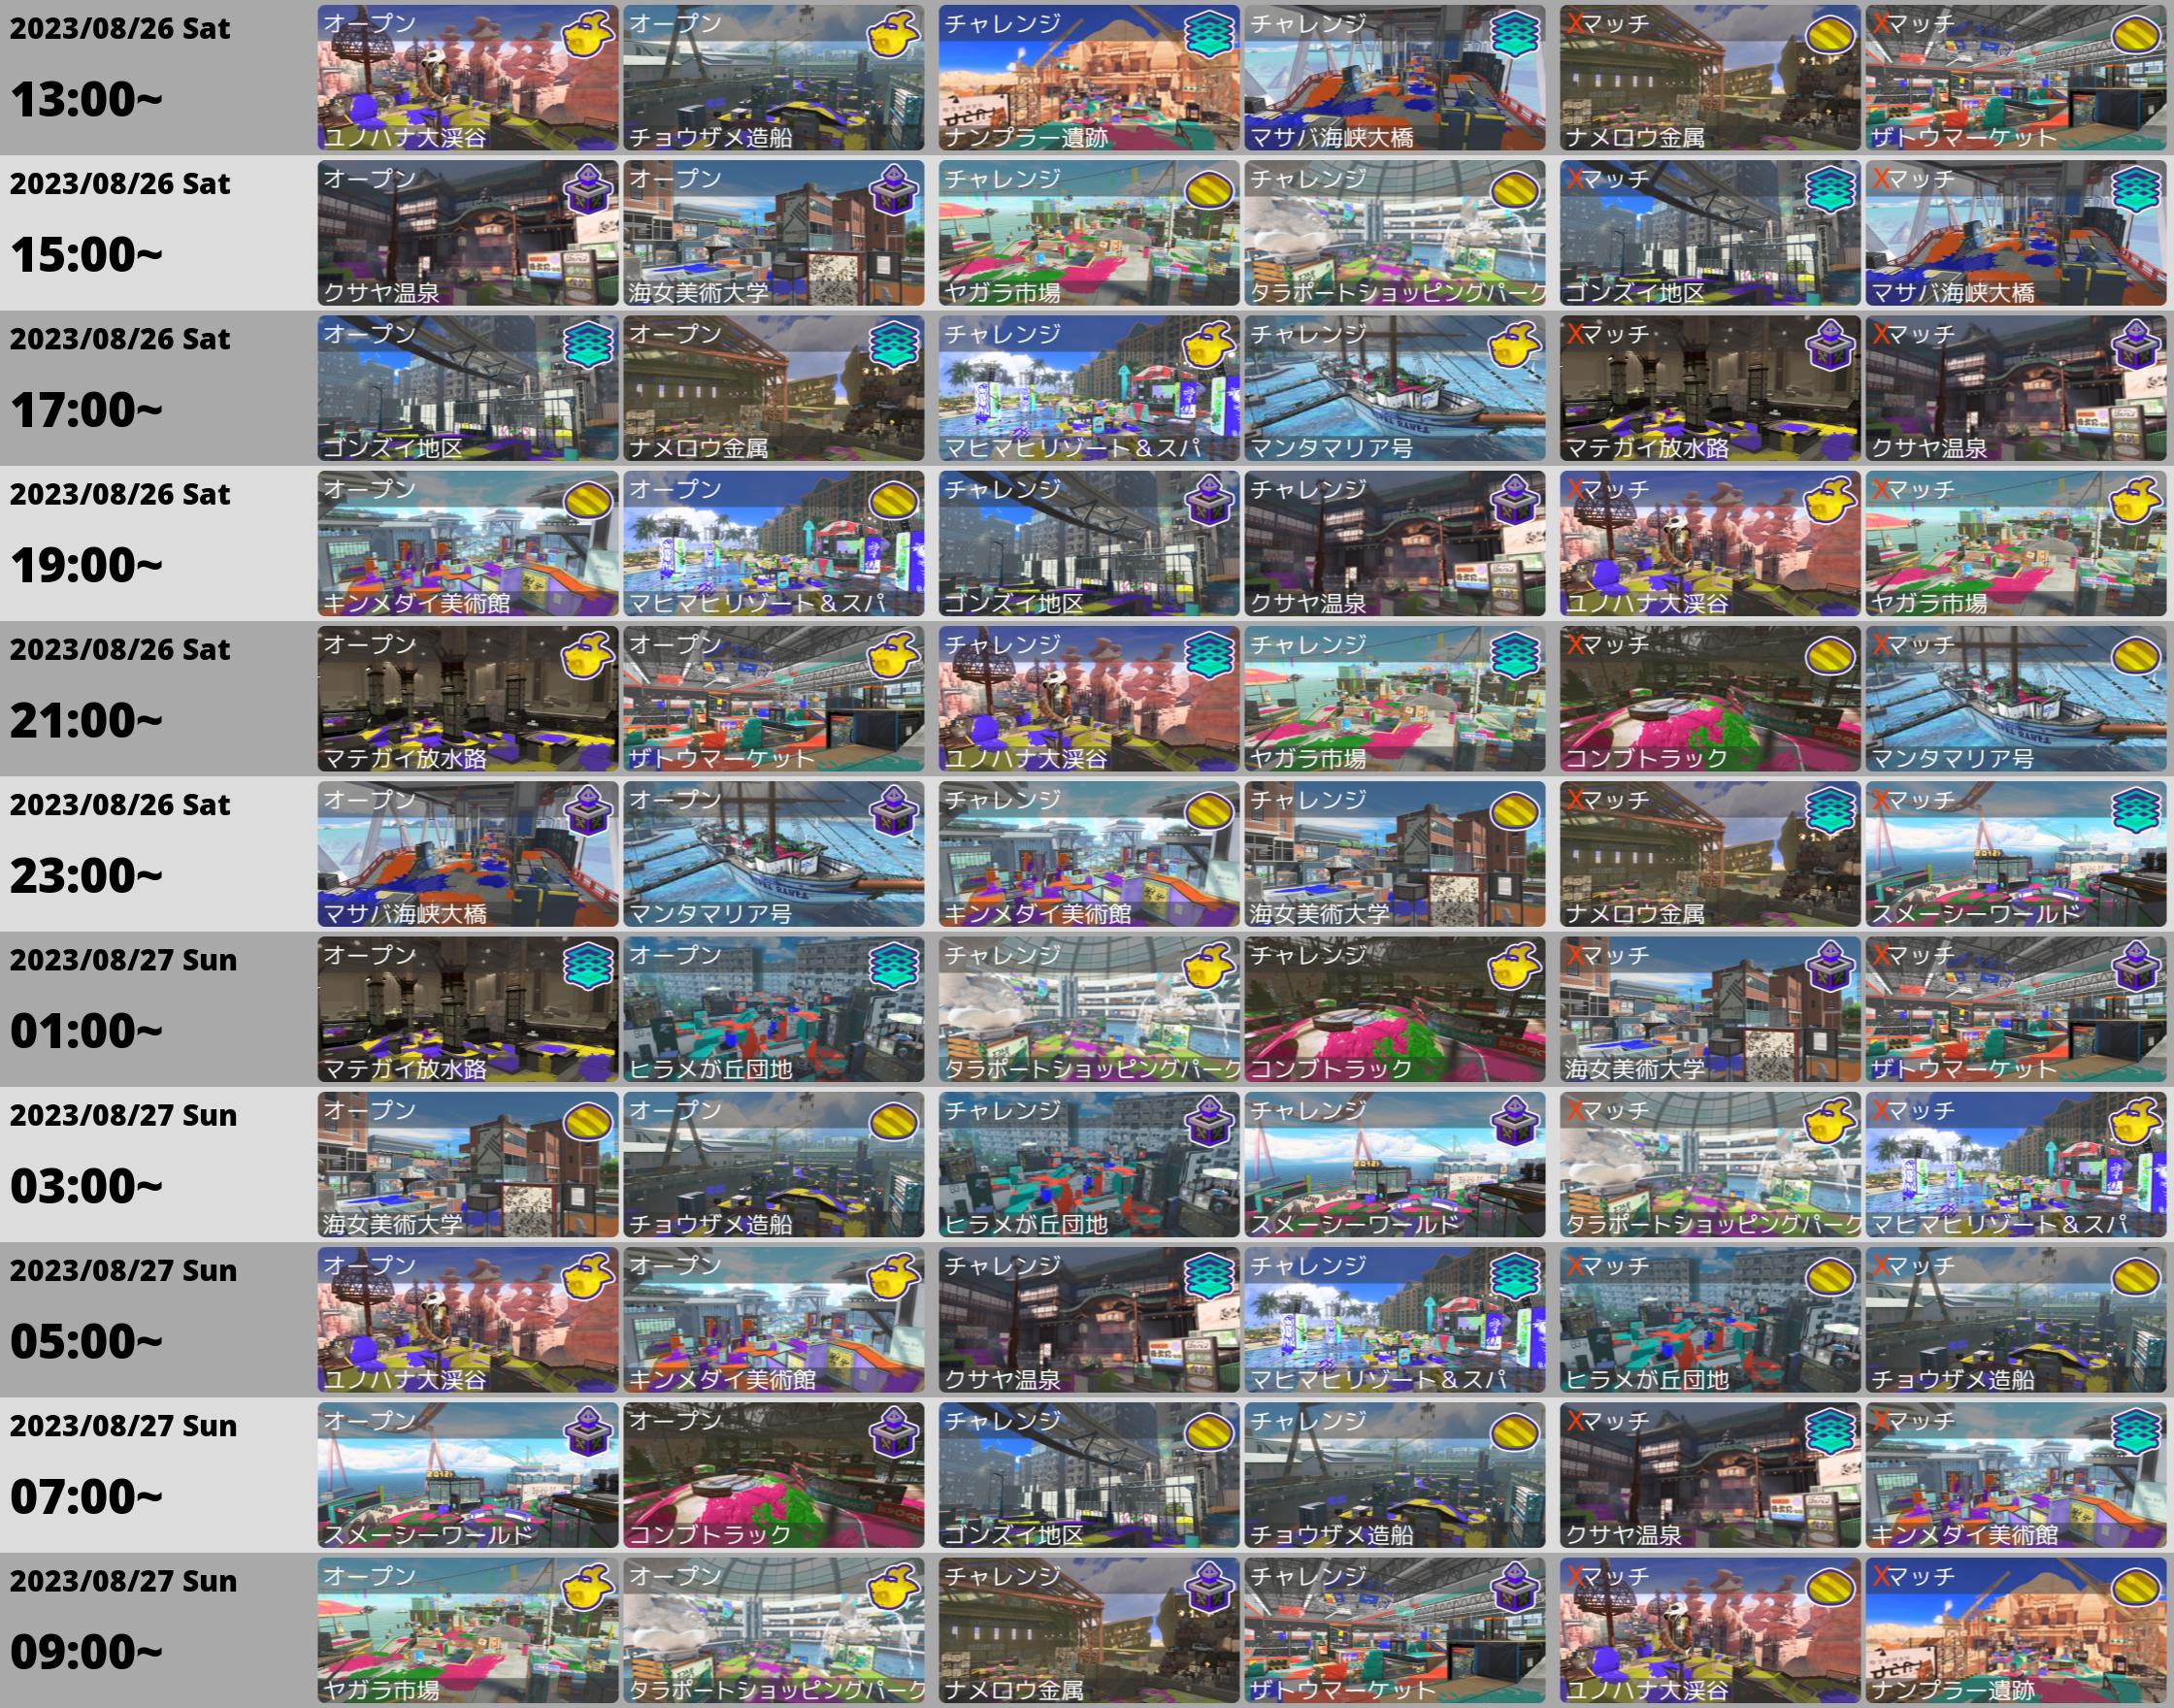 2023/08/26 Sat
13:00~
オープン
ユノハナ大渓谷
オープン
チョウザメ造船
チャレンジ
ナンプラー遺跡
チャレンジ
マサバ海峡大橋
Xマッチ
ナメロウ金属
Xマッチ
ザトウマーケット
2023/08/26 Sat
15:00~
オープン
クサヤ温泉
オープン
海女美術大学
チャレンジ
ヤガラ市場
チャレンジ
タラポートショッピングパーク
Xマッチ
ゴンズイ地区
Xマッチ
マサバ海峡大橋
2023/08/26 Sat
17:00~
オープン
ゴンズイ地区
オープン
ナメロウ金属
チャレンジ
マヒマヒリゾート＆スパ
チャレンジ
マンタマリア号
Xマッチ
マテガイ放水路
Xマッチ
クサヤ温泉
2023/08/26 Sat
19:00~
オープン
キンメダイ美術館
オープン
マヒマヒリゾート＆スパ
チャレンジ
ゴンズイ地区
チャレンジ
クサヤ温泉
Xマッチ
ユノハナ大渓谷
Xマッチ
ヤガラ市場
2023/08/26 Sat
21:00~
オープン
マテガイ放水路
オープン
ザトウマーケット
チャレンジ
ユノハナ大渓谷
チャレンジ
ヤガラ市場
Xマッチ
コンブトラック
Xマッチ
マンタマリア号
2023/08/26 Sat
23:00~
オープン
マサバ海峡大橋
オープン
マンタマリア号
チャレンジ
キンメダイ美術館
チャレンジ
海女美術大学
Xマッチ
ナメロウ金属
Xマッチ
スメーシーワールド
2023/08/27 Sun
01:00~
オープン
マテガイ放水路
オープン
ヒラメが丘団地
チャレンジ
タラポートショッピングパーク
チャレンジ
コンブトラック
Xマッチ
海女美術大学
Xマッチ
ザトウマーケット
2023/08/27 Sun
03:00~
オープン
海女美術大学
オープン
チョウザメ造船
チャレンジ
ヒラメが丘団地
チャレンジ
スメーシーワールド
Xマッチ
タラポートショッピングパーク
Xマッチ
マヒマヒリゾート＆スパ
2023/08/27 Sun
05:00~
オープン
ユノハナ大渓谷
オープン
キンメダイ美術館
チャレンジ
クサヤ温泉
チャレンジ
マヒマヒリゾート＆スパ
Xマッチ
ヒラメが丘団地
Xマッチ
チョウザメ造船
2023/08/27 Sun
07:00~
オープン
スメーシーワールド
オープン
コンブトラック
チャレンジ
ゴンズイ地区
チャレンジ
チョウザメ造船
Xマッチ
クサヤ温泉
Xマッチ
キンメダイ美術館
2023/08/27 Sun
09:00~
オープン
ヤガラ市場
オープン
タラポートショッピングパーク
チャレンジ
ナメロウ金属
チャレンジ
ザトウマーケット
Xマッチ
ユノハナ大渓谷
Xマッチ
ナンプラー遺跡